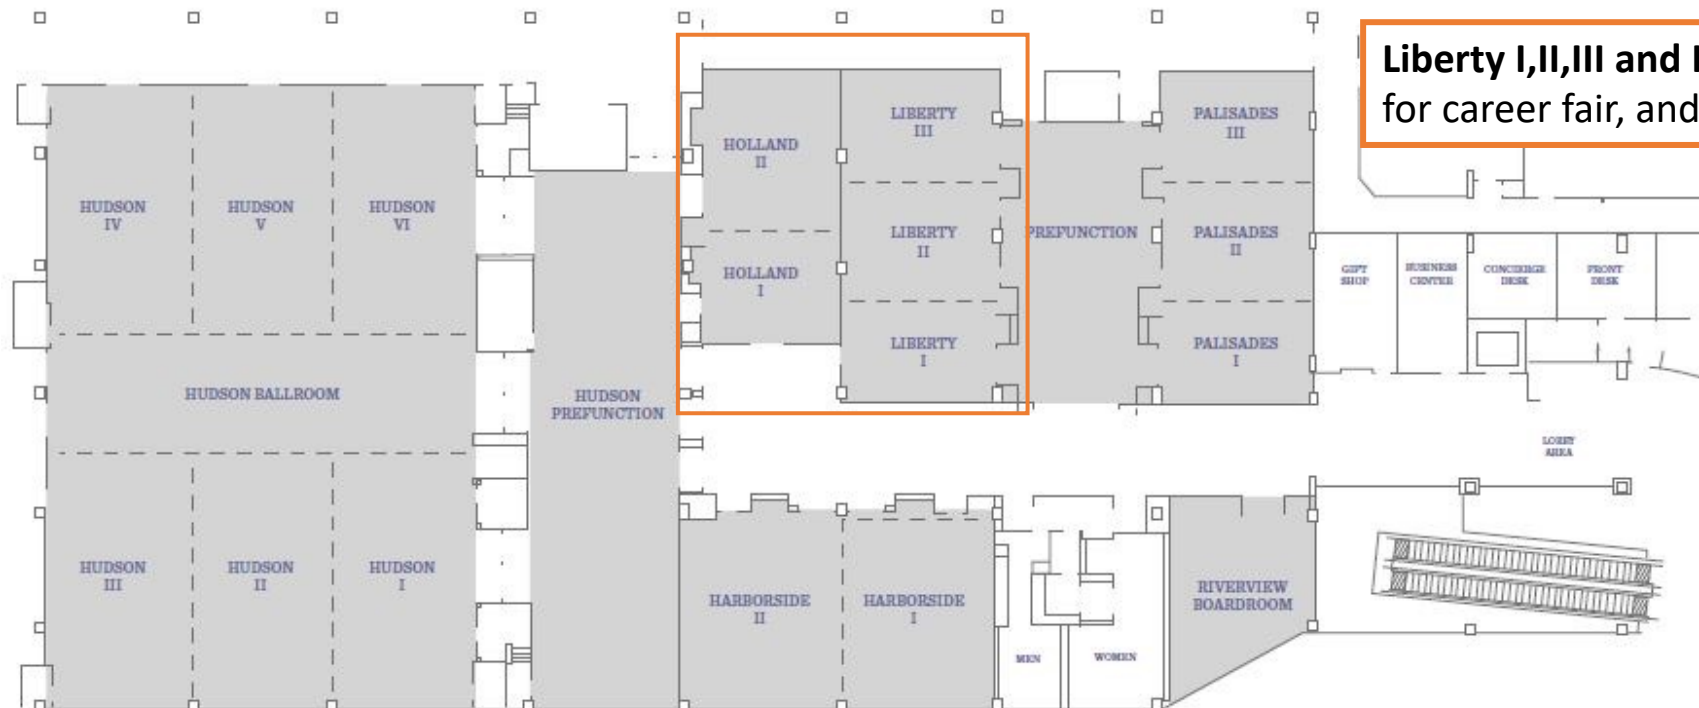 Liberty I,II,III and
for career fair, and
HOLLAND
II
LIBERTY
III
PALISADES
III
HUDSON
IV
HUDSON
V
HUDSON
VI
HOLLAND
I
LIBERTY
II
PREFUNCTION
PALISADES
II
GIFT
SHOP
BUSINESS
CENTER
CONCIERGE
DESK
FRONT
DESK
LIBERTY
I
PALISADES
I
HUDSON BALLROOM
HUDSON
PREFUNCTION
LOBBY
AREA
HUDSON
III
HUDSON
II
HUDSON
I
HARBORSIDE
II
HARBORSIDE
I
RIVERVIEW
BOARDROOM
MEN
WOMEN